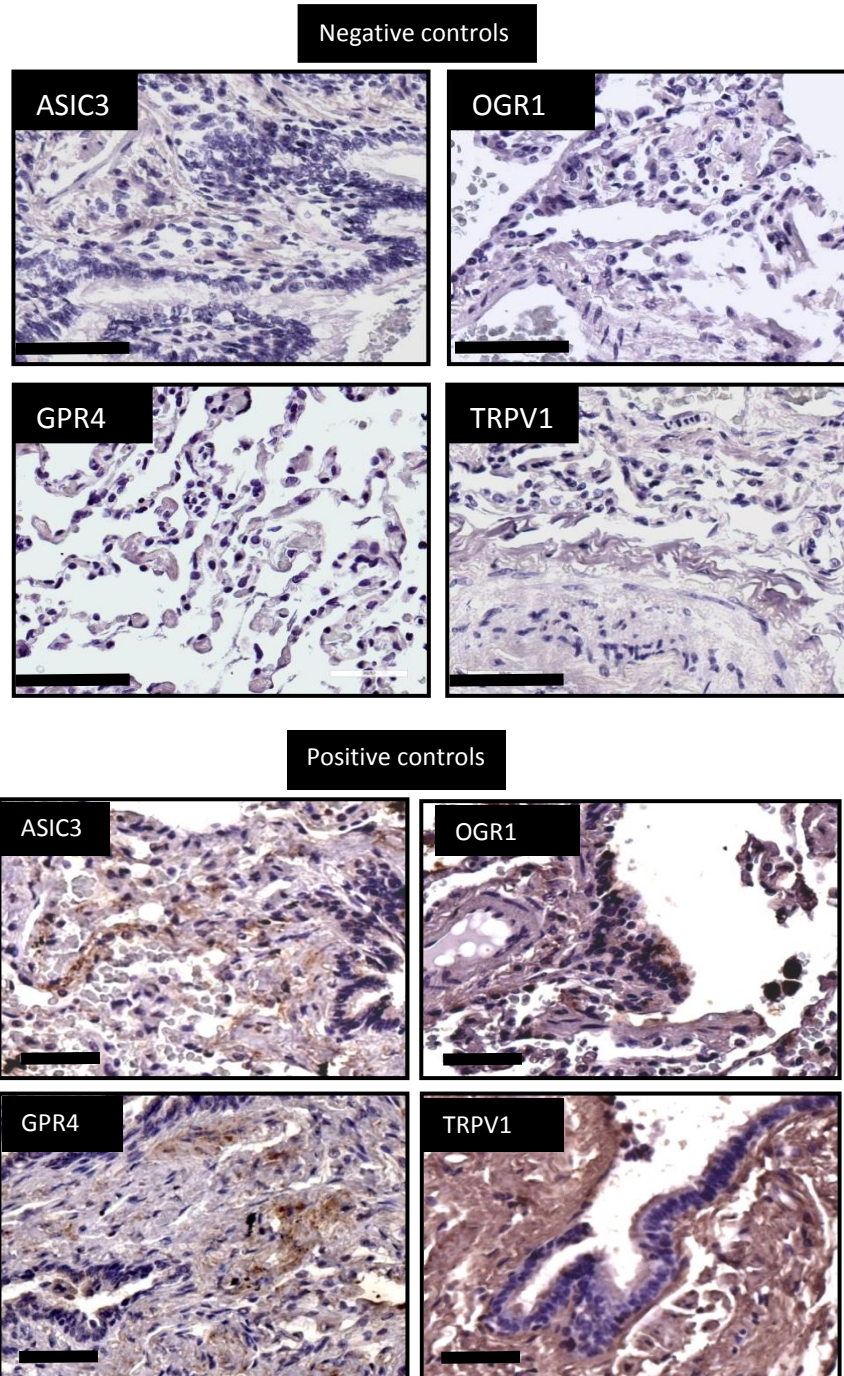 Negative controls
ASIC3
OGR1
GPR4
TRPV1
Positive controls
ASIC3
OGR1
GPR4
TRPV1